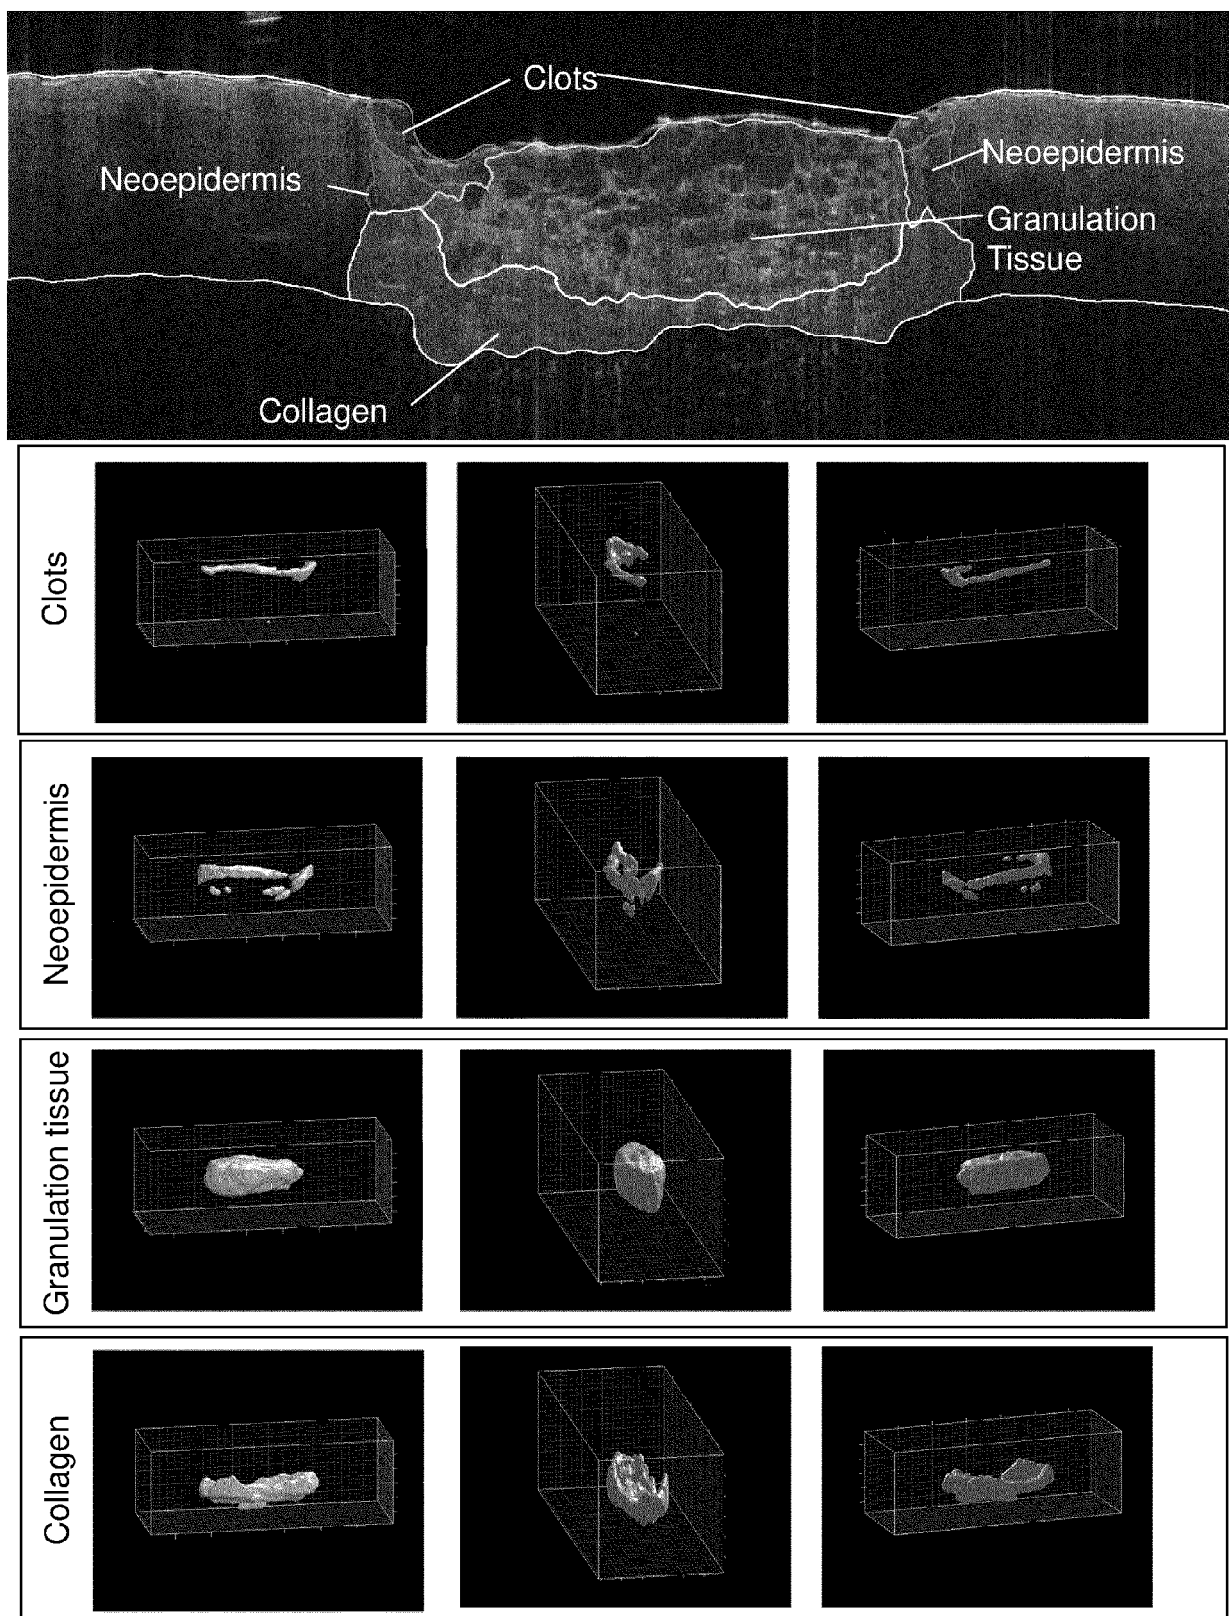 Clots
Neoepidermis
Neoepidermis
Granulation
Tissue
Collagen
Clots
Neoepidermis
Granulation tissue
Collagen